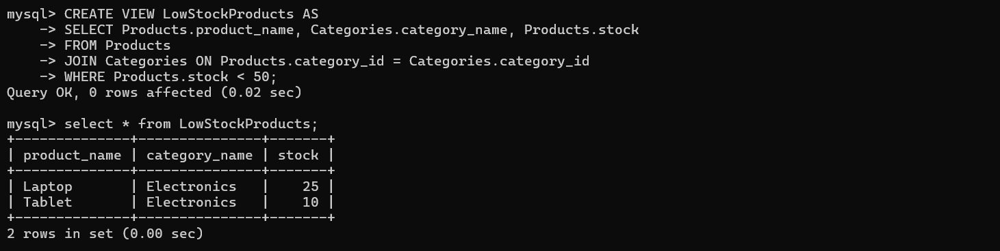 mysql> CREATE VIEW LowStockProducts AS
    -> SELECT Products.product_name, Categories.category_name, Products.stock
    -> FROM Products
    -> JOIN Categories ON Products.category_id = Categories.category_id
    -> WHERE Products.stock < 50;
Query OK, 0 rows affected (0.02 sec)

mysql> select * from LowStockProducts;
+--------------+---------------+-------+
| product_name | category_name | stock |
+--------------+---------------+-------+
| Laptop       | Electronics   |    25 |
| Tablet       | Electronics   |    10 |
+--------------+---------------+-------+
2 rows in set (0.00 sec)